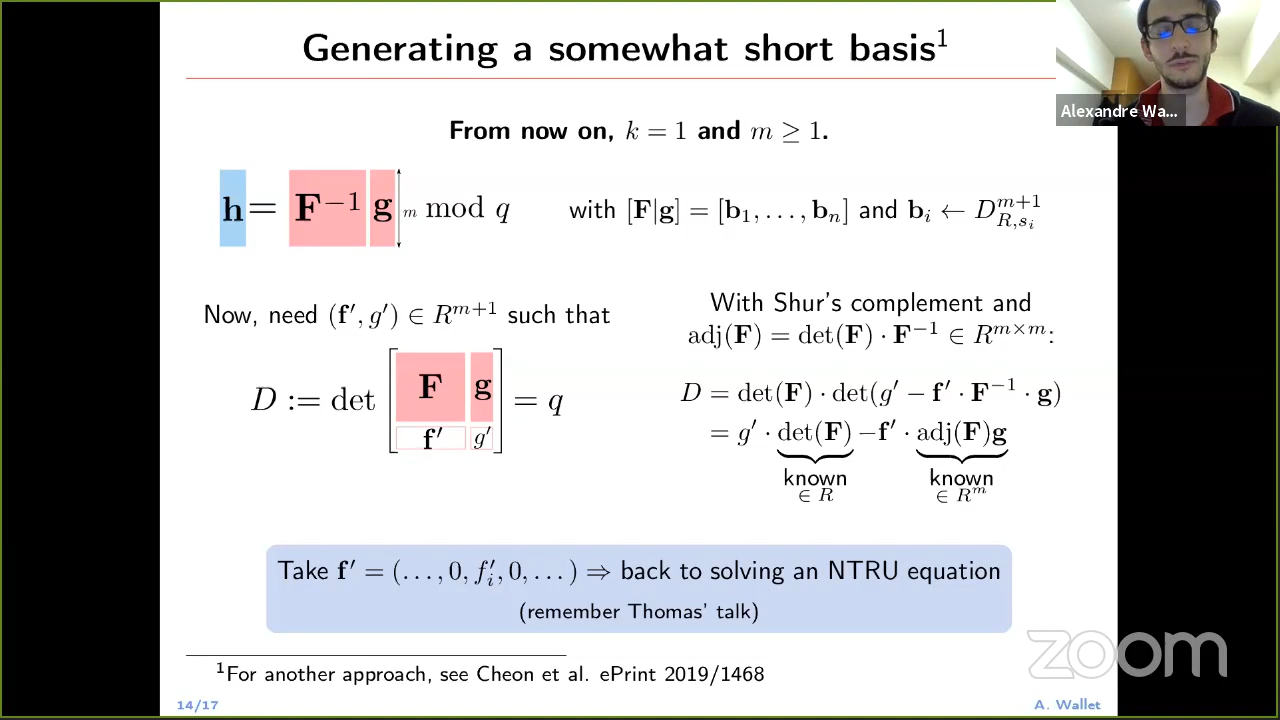 Generating a somewhat short basis¹
Alexandre Wa...
From now on, k = 1 and m ≥ 1.
h = F⁻¹ g m mod q with [F|g] = [b₁, . . . , bₙ] and bᵢ ← D_{R,sᵢ}^{m+1}
Now, need (f′, g′) ∈ R^{m+1} such that
D := det [F g f′ g′] = q
With Shur's complement and
adj(F) = det(F) · F⁻¹ ∈ R^{m×m}:
D = det(F) · det(g′ − f′ · F⁻¹ · g)
= g′ · det(F) − f′ · adj(F)g
known known
∈ R ∈ R^m
Take f′ = (. . . , 0, f′ᵢ, 0, . . . ) ⇒ back to solving an NTRU equation
(remember Thomas' talk)
zoom
¹For another approach, see Cheon et al. ePrint 2019/1468
14/17 A. Wallet